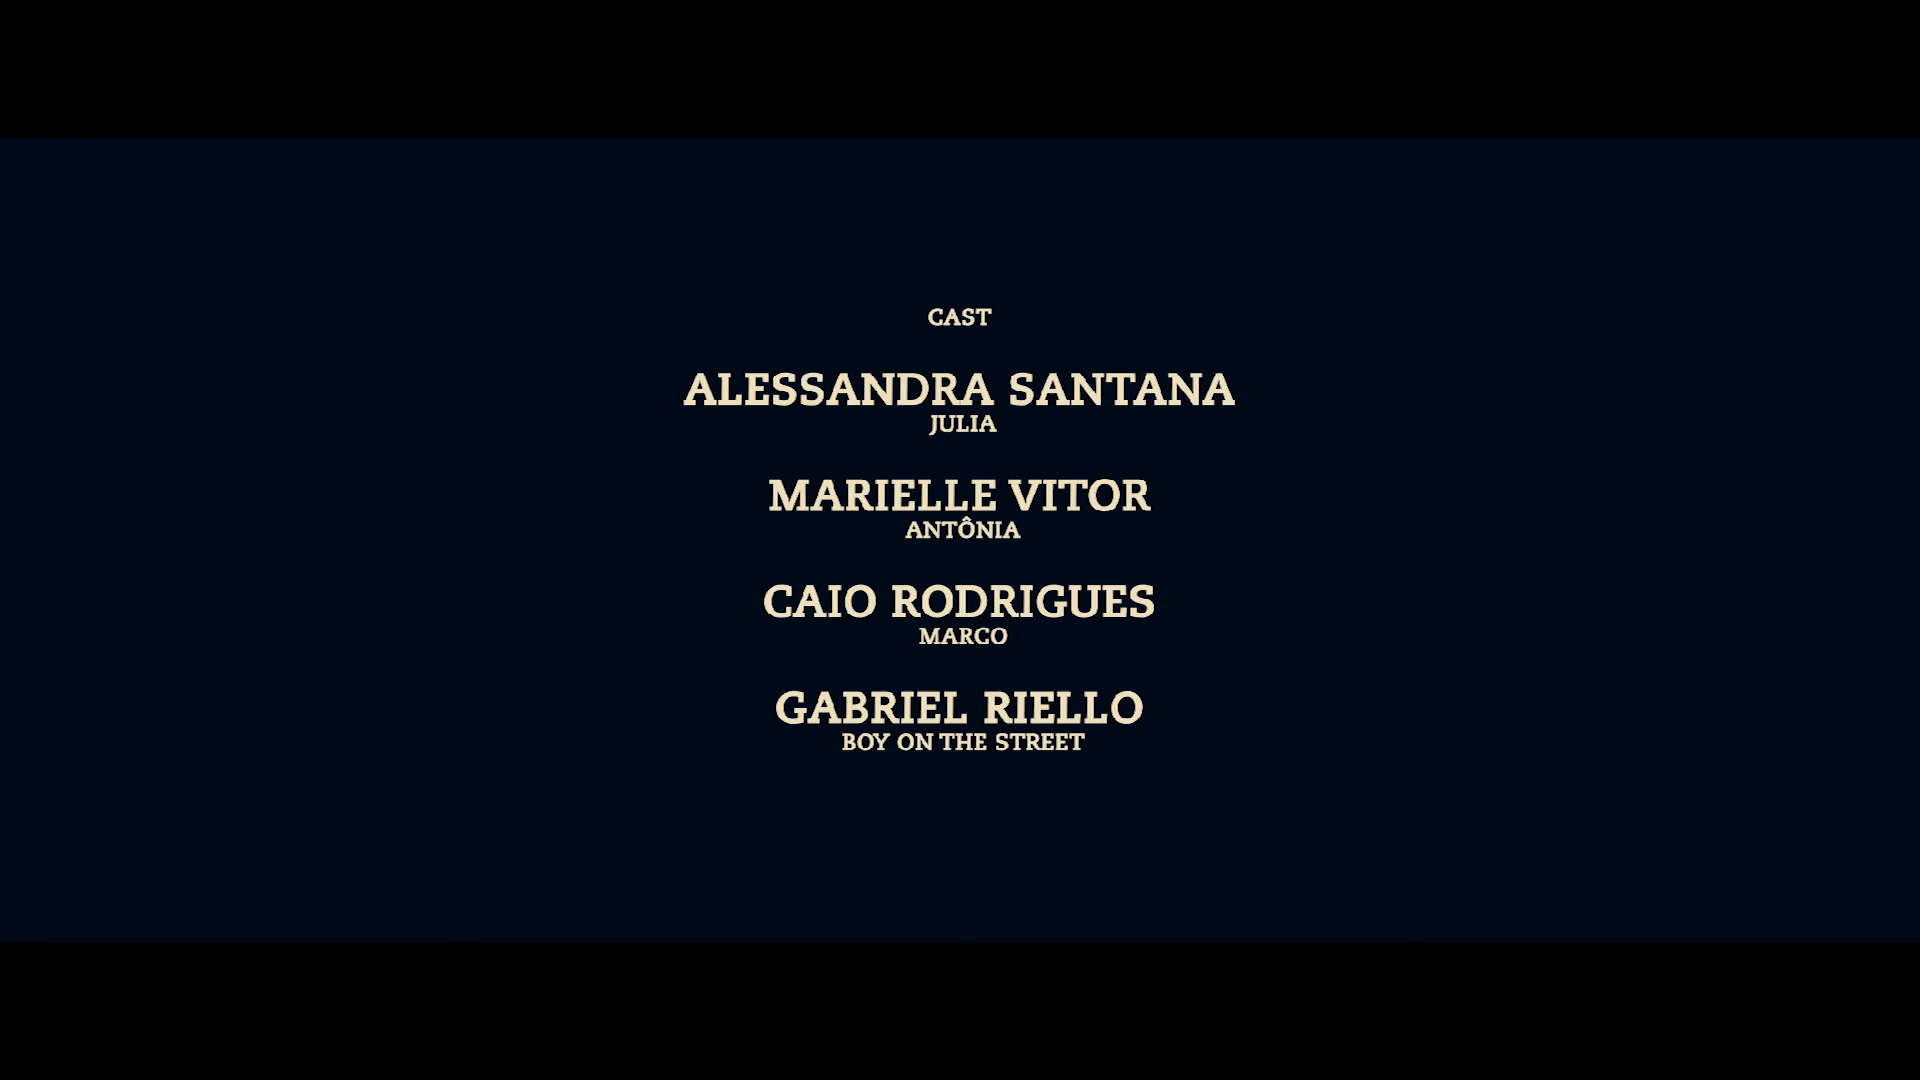 CAST
ALESSANDRA SANTANA
JULIA
MARIELLE VITOR
ANTÔNIA
CAIO RODRIGUES
MARCO
GABRIEL RIELLO
BOY ON THE STREET